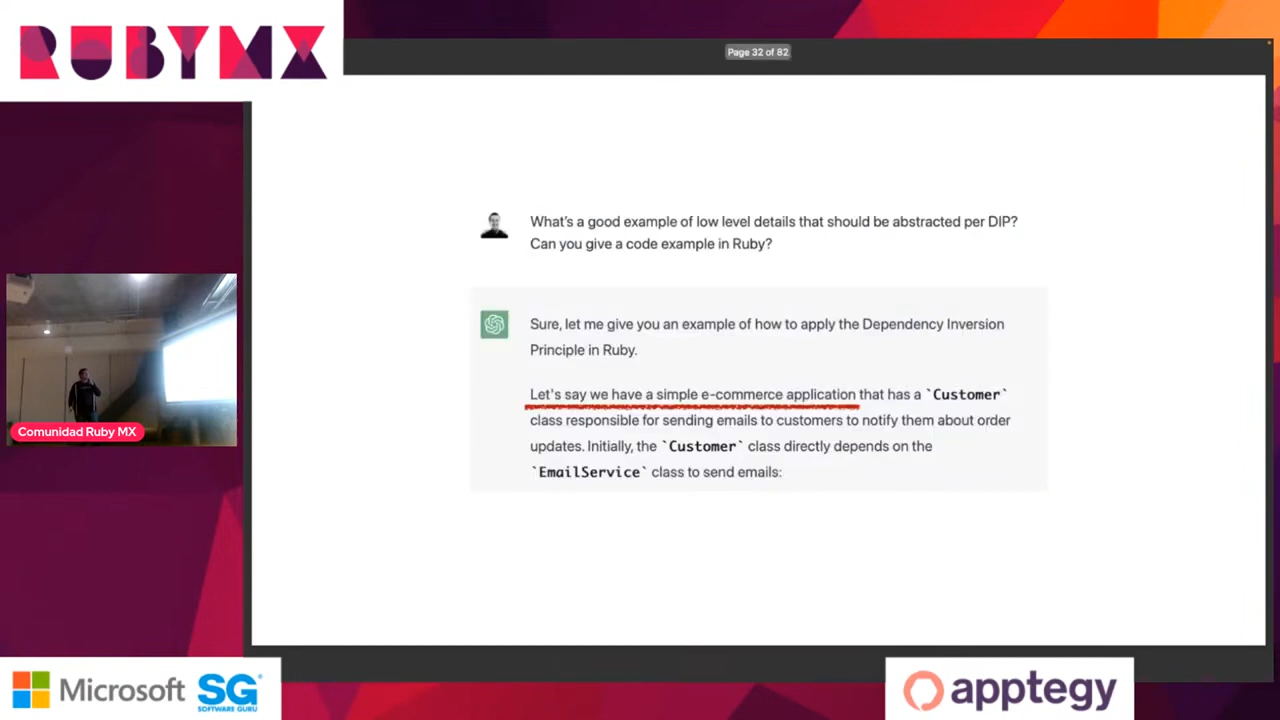 RUBYMX
Page 32 of 82
What's a good example of low level details that should be abstracted per DIP?
Can you give a code example in Ruby?
Sure, let me give you an example of how to apply the Dependency Inversion
Principle in Ruby.
Let's say we have a simple e-commerce application that has a `Customer`
class responsible for sending emails to customers to notify them about order
updates. Initially, the `Customer` class directly depends on the
`EmailService` class to send emails:
Comunidad Ruby MX
Microsoft
SG
SOFTWARE GURU
apptegy